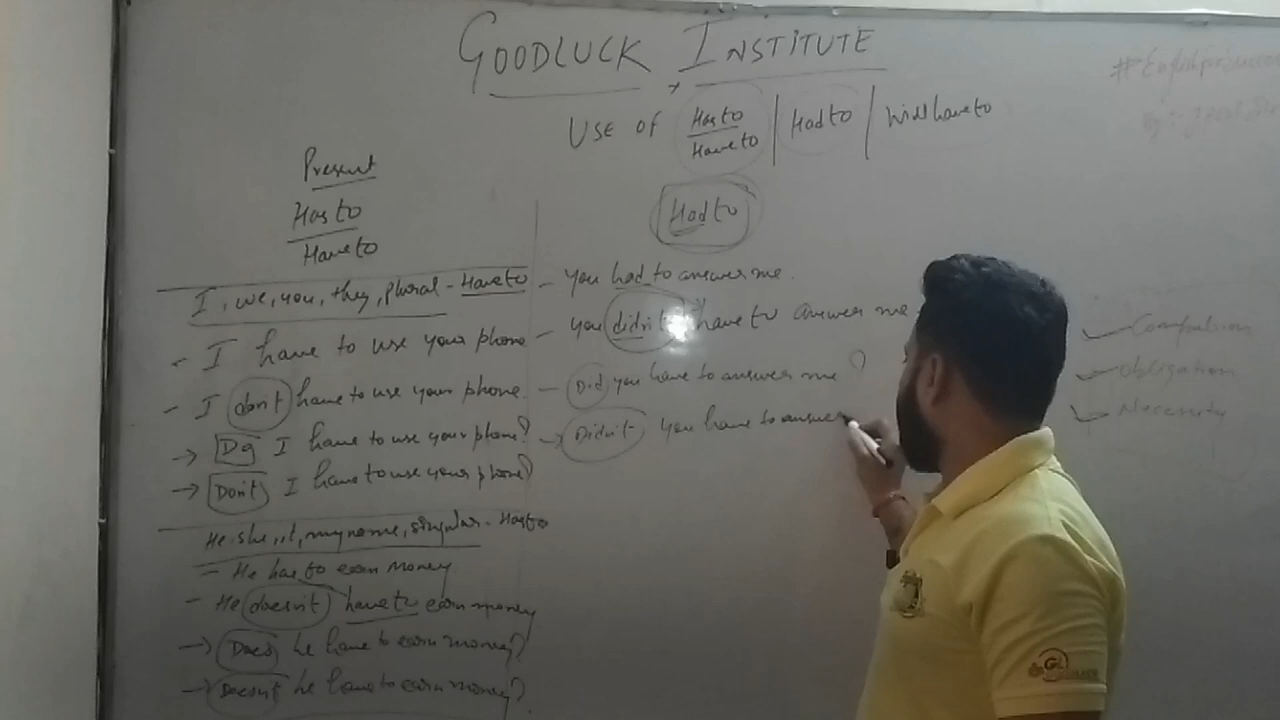 GOODLUCK INSTITUTE
USE OF Has to / Have to | Had to | Will have to
Present
Has to
Have to
I, we, you, they, plural - Have to
- I have to use your phone
- I don't have to use your phone.
→ Do I have to use your phone?
→ Don't I have to use your phone?
He, she, it, my name, singular - Has to
- He has to earn money
- He doesn't have to earn money
→ Does he have to earn money?
→ Doesn't he have to earn money?
Had to
- You had to answer me.
- You didn't have to answer me
- Did you have to answer me?
→ Didn't you have to answer
Compulsion
Obligation
Necessity